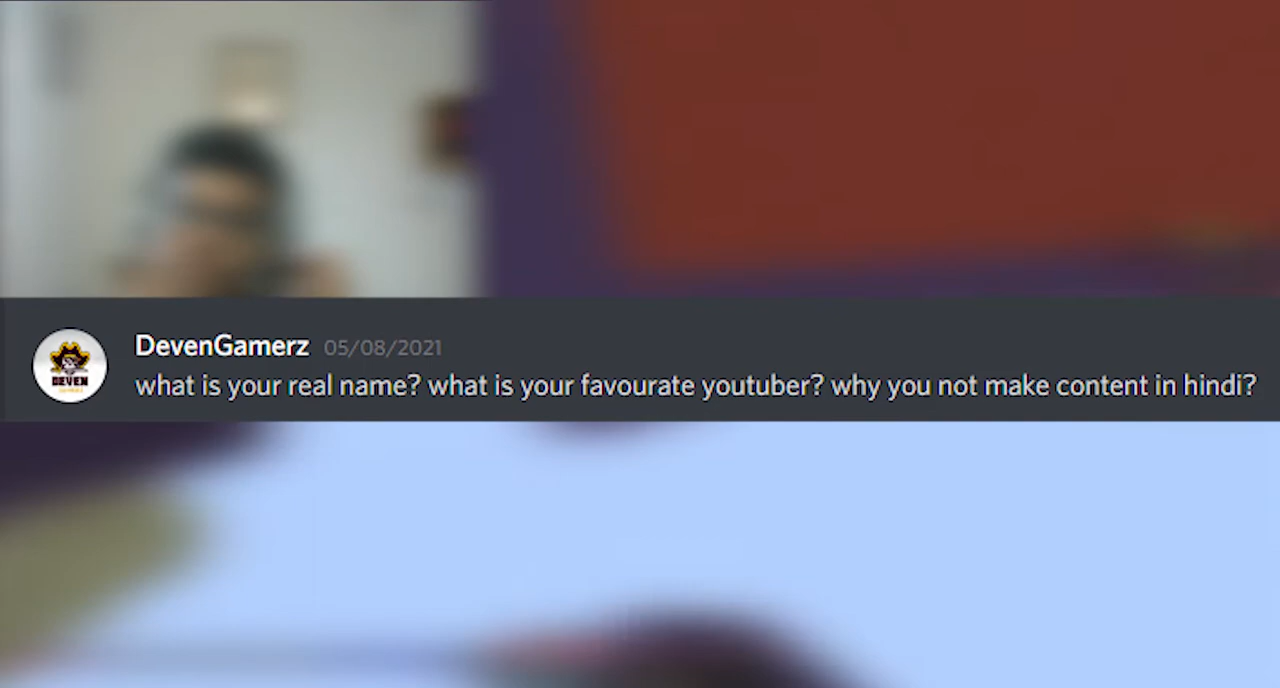 DevenGamerz 05/08/2021
what is your real name? what is your favourate youtuber? why you not make content in hindi?
DEVEN